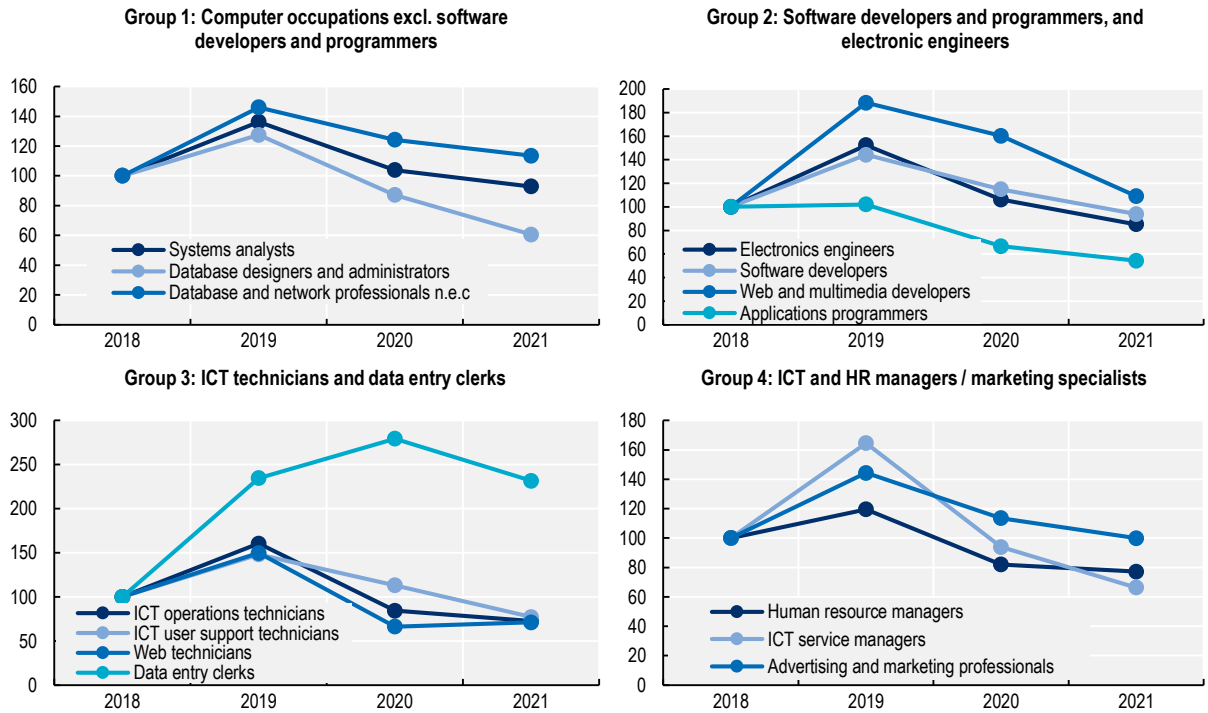 Group 1: Computer occupations excl. software
developers and programmers
160
140
120
100
80
60
40
20
0
Systems analysts
Database designers and administrators
Database and network professionals n.e.c
2018
2019
2020
2021
Group 2: Software developers and programmers, and
electronic engineers
200
180
160
140
120
100
80
60
40
20
0
Electronics engineers
Software developers
Web and multimedia developers
Applications programmers
2018
2019
2020
2021
Group 3: ICT technicians and data entry clerks
300
250
200
150
100
50
0
ICT operations technicians
ICT user support technicians
Web technicians
Data entry clerks
2018
2019
2020
2021
Group 4: ICT and HR managers / marketing specialists
180
160
140
120
100
80
60
40
20
0
Human resource managers
ICT service managers
Advertising and marketing professionals
2018
2019
2020
2021